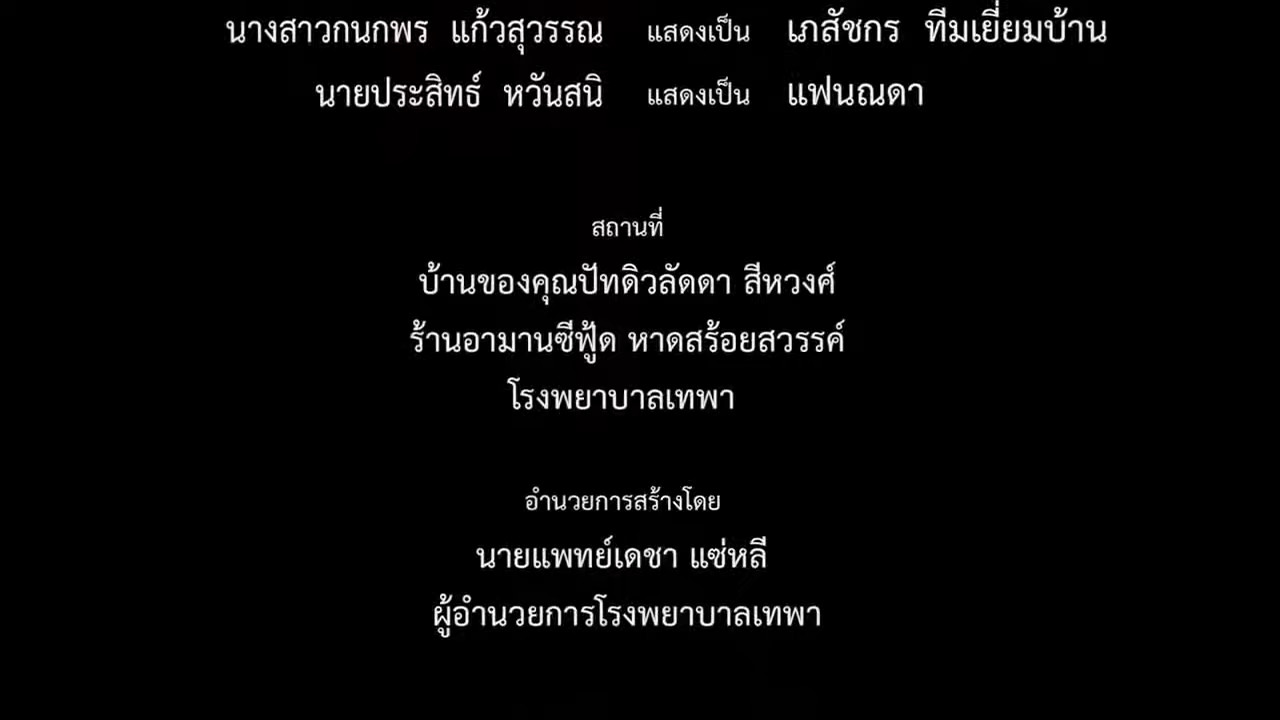 นางสาวกนกพร แก้วสุวรรณ แสดงเป็น เภสัชกร ทีมเยี่ยมบ้าน
นายประสิทธ์ หวันสนิ แสดงเป็น แฟนณดา
สถานที่
บ้านของคุณปัทดิวลัดดา สีหวงศ์
ร้านอามานซีฟู้ด หาดสร้อยสวรรค์
โรงพยาบาลเทพา
อำนวยการสร้างโดย
นายแพทย์เดชา แซ่หลี
ผู้อำนวยการโรงพยาบาลเทพา